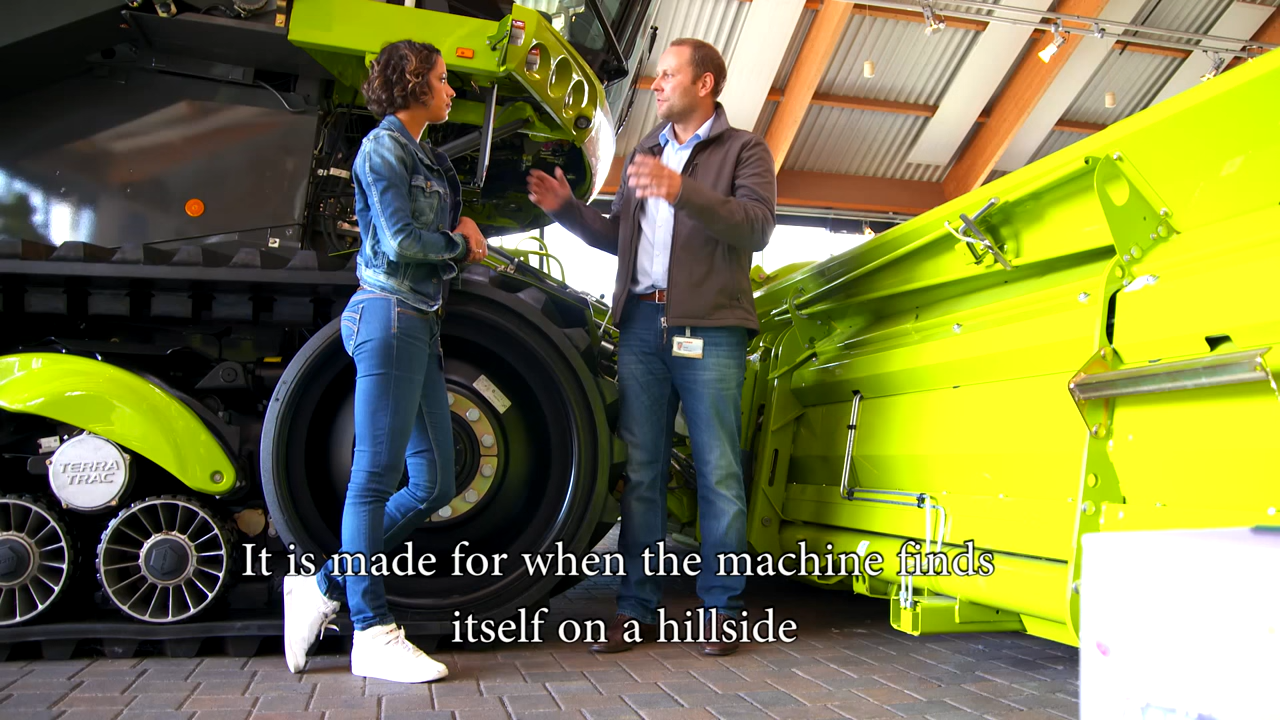 TERRA
TRAC
It is made for when the machine finds
itself on a hillside